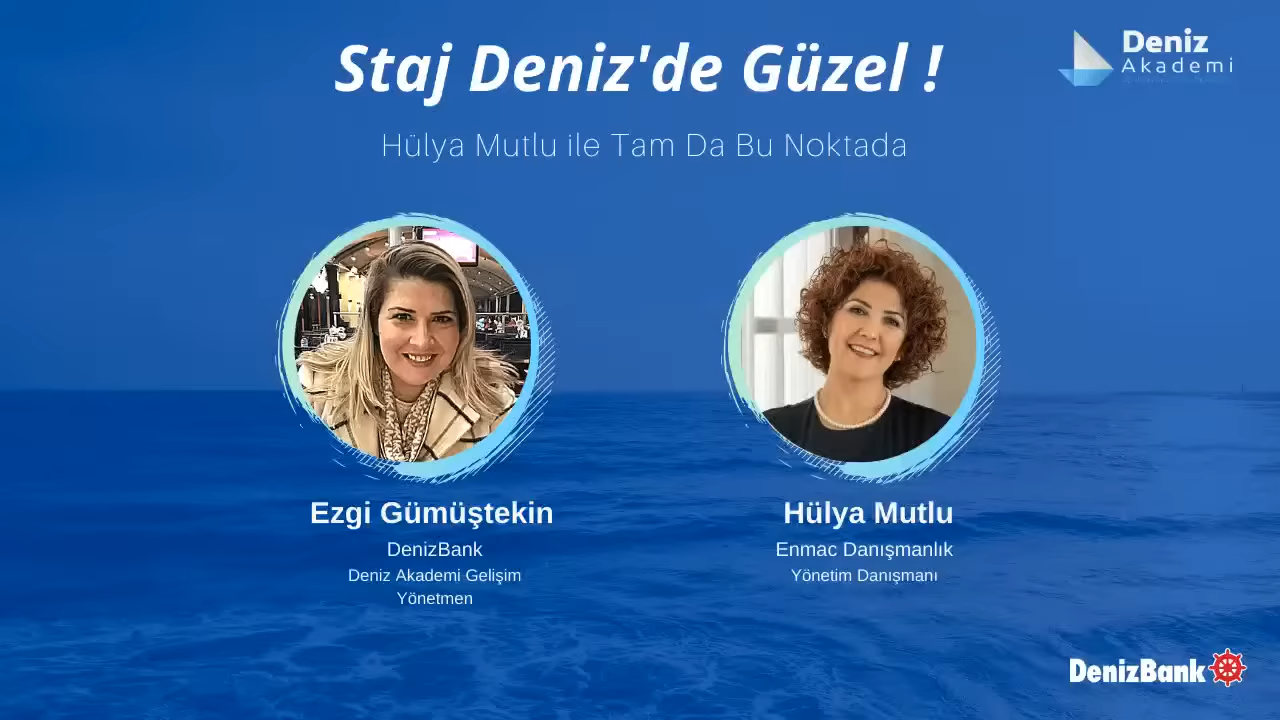 Staj Deniz'de Güzel !
Deniz
Akademi
Hülya Mutlu ile Tam Da Bu Noktada
Ezgi Gümüştekin
DenizBank
Deniz Akademi Gelişim
Yönetmen
Hülya Mutlu
Enmac Danışmanlık
Yönetim Danışmanı
DenizBank